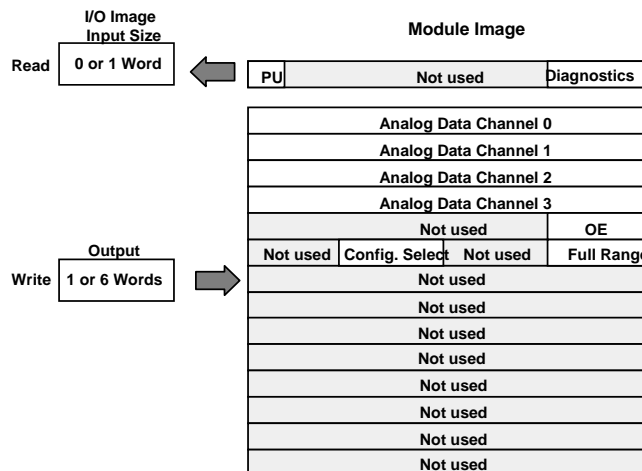 I/O Image
Input Size
Module Image
Read
0 or 1 Word
PU
Not used
Diagnostics
Analog Data Channel 0
Analog Data Channel 1
Analog Data Channel 2
Analog Data Channel 3
Not used
OE
Output
Not used
Config. Select
Not used
Full Range
Write
1 or 6 Words
Not used
Not used
Not used
Not used
Not used
Not used
Not used
Not used